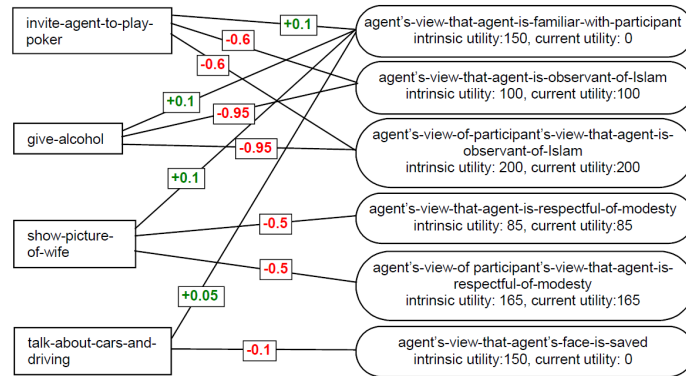 invite-agent-to-play-
poker
give-alcohol
show-picture-
of-wife
talk-about-cars-and-
driving
+0.1
-0.6
-0.6
+0.1
-0.95
-0.95
+0.1
-0.5
-0.5
+0.05
-0.1
agent's-view-that-agent-is-familiar-with-participant
intrinsic utility:150, current utility: 0
agent's-view-that-agent-is-observant-of-Islam
intrinsic utility: 100, current utility:100
agent's-view-of-participant's-view-that-agent-is-
observant-of-Islam
intrinsic utility: 200, current utility:200
agent's-view-that-agent-is-respectful-of-modesty
intrinsic utility: 85, current utility:85
agent's-view-of participant's-view-that-agent-is-
respectful-of-modesty
intrinsic utility: 165, current utility:165
agent's-view-that-agent's-face-is-saved
intrinsic utility:150, current utility: 0